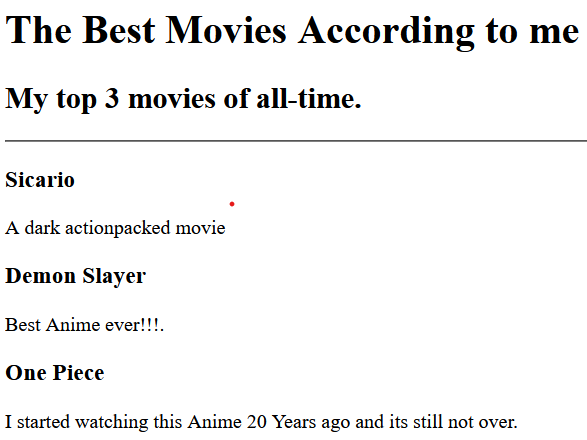 The Best Movies According to me
My top 3 movies of all-time.
Sicario
A dark actionpacked movie
Demon Slayer
Best Anime ever!!!.
One Piece
I started watching this Anime 20 Years ago and its still not over.